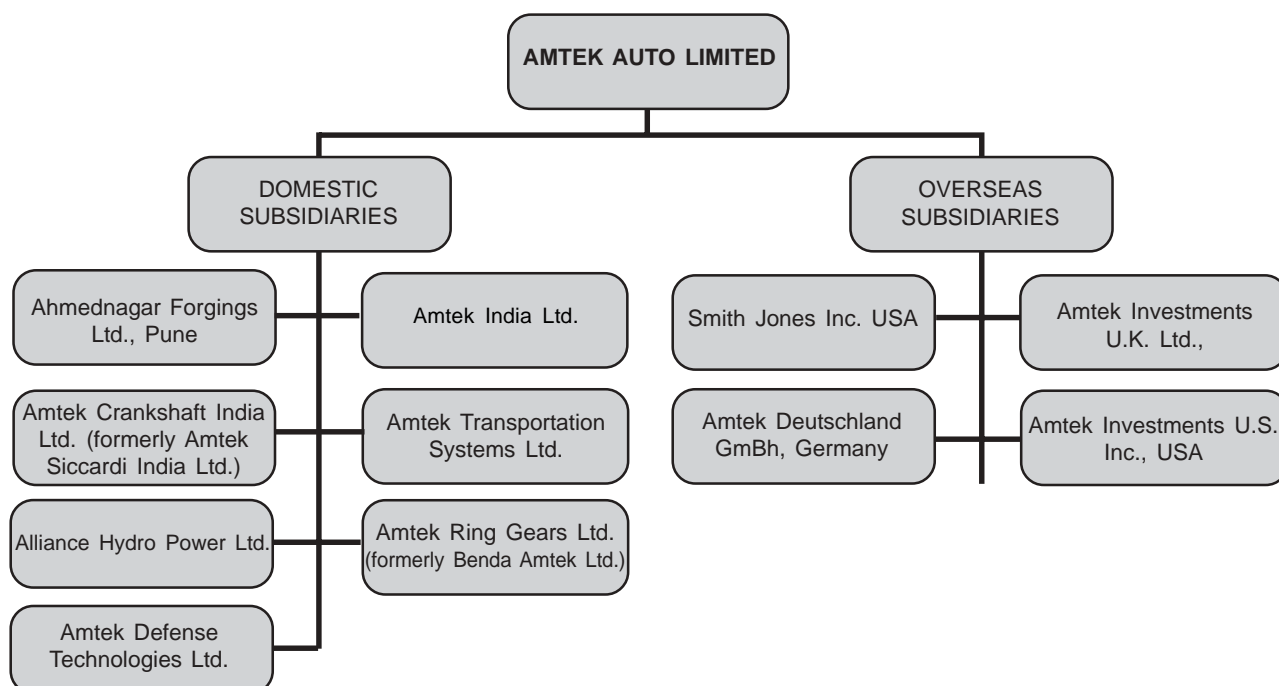 AMTEK AUTO LIMITED
DOMESTIC
SUBSIDIARIES
OVERSEAS
SUBSIDIARIES
Ahmednagar Forgings
Ltd., Pune
Amtek India Ltd.
Smith Jones Inc. USA
Amtek Investments
U.K. Ltd.,
Amtek Crankshaft India
Ltd. (formerly Amtek
Siccardi India Ltd.)
Amtek Transportation
Systems Ltd.
Amtek Deutschland
GmBh, Germany
Amtek Investments U.S.
Inc., USA
Alliance Hydro Power Ltd.
Amtek Ring Gears Ltd.
(formerly Benda Amtek Ltd.)
Amtek Defense
Technologies Ltd.